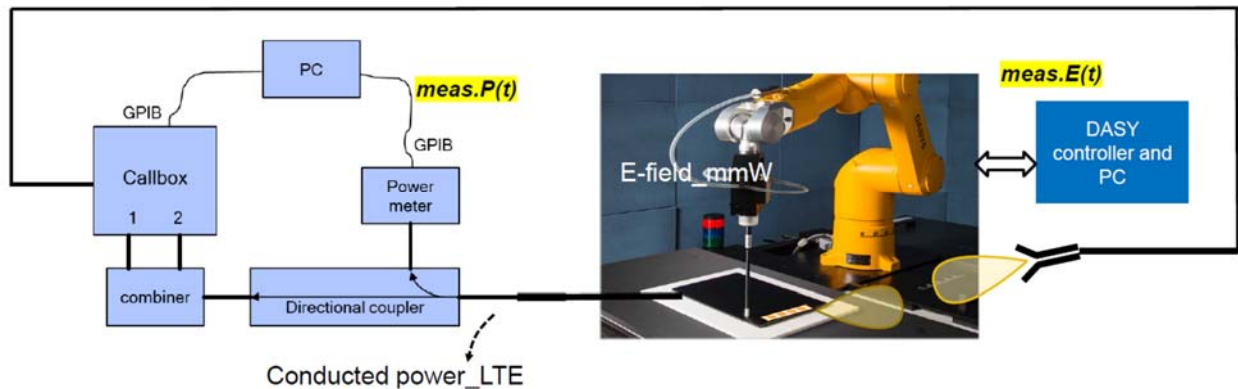 PC
meas.P(t)
meas.E(t)
GPIB
GPIB
Callbox
1 2
Power
meter
E-field_mmW
DASY
controller and
PC
combiner
Directional coupler
Conducted power_LTE